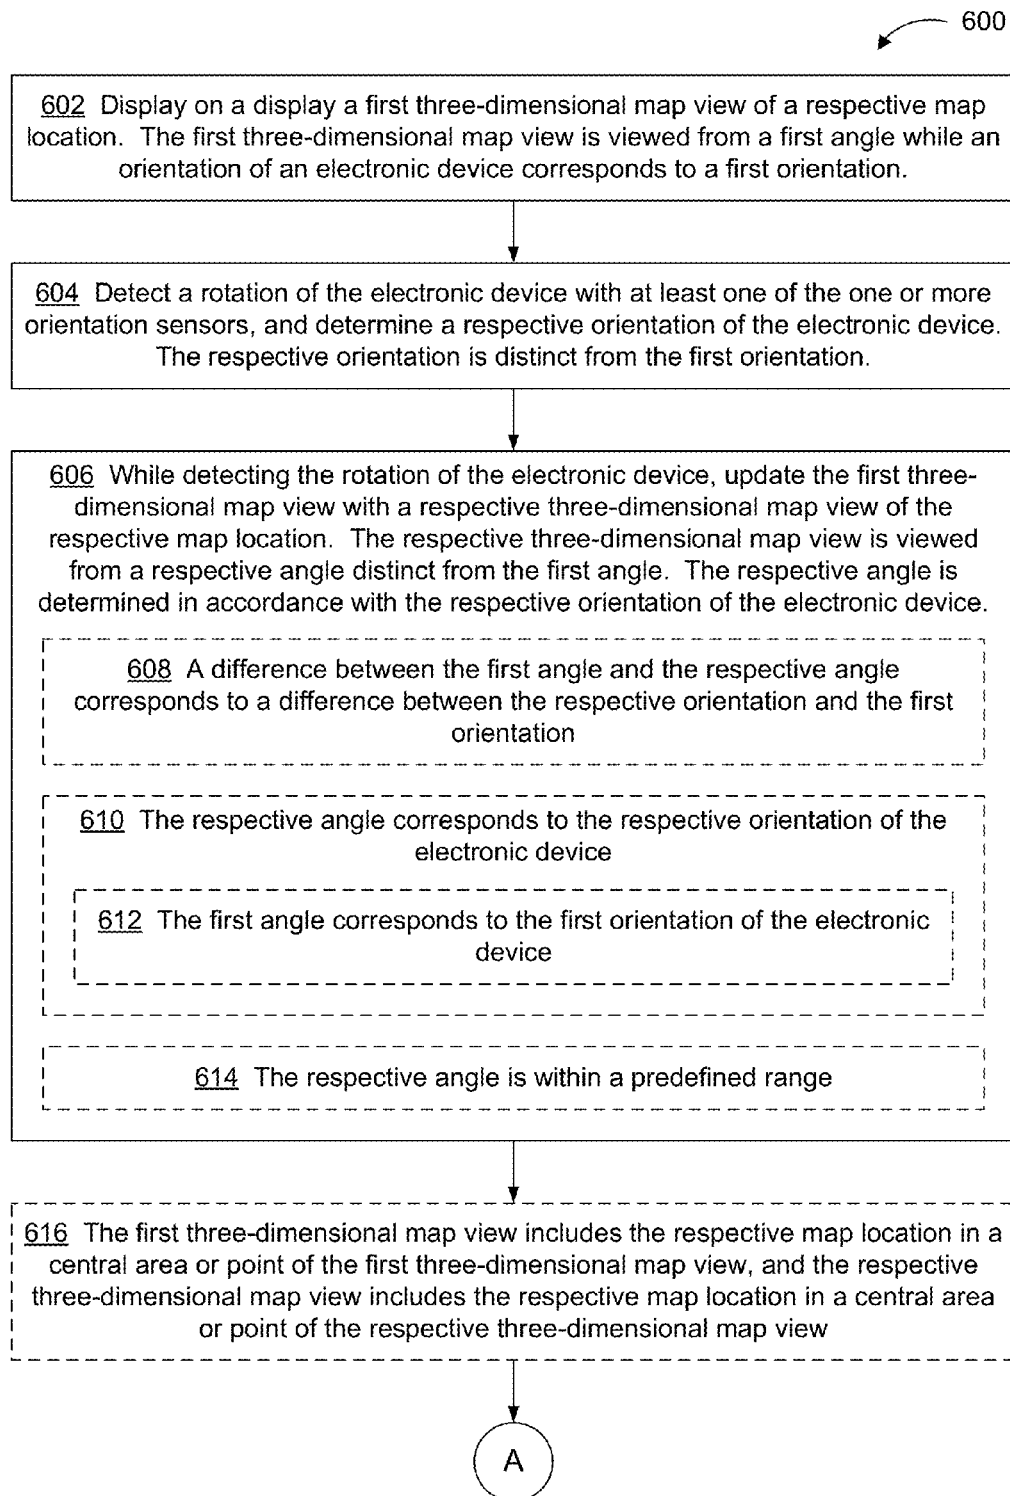 600
602 Display on a display a first three-dimensional map view of a respective map
location. The first three-dimensional map view is viewed from a first angle while an
orientation of an electronic device corresponds to a first orientation.
604 Detect a rotation of the electronic device with at least one of the one or more
orientation sensors, and determine a respective orientation of the electronic device.
The respective orientation is distinct from the first orientation.
606 While detecting the rotation of the electronic device, update the first three-
dimensional map view with a respective three-dimensional map view of the
respective map location. The respective three-dimensional map view is viewed
from a respective angle distinct from the first angle. The respective angle is
determined in accordance with the respective orientation of the electronic device.
608 A difference between the first angle and the respective angle
corresponds to a difference between the respective orientation and the first
orientation
610 The respective angle corresponds to the respective orientation of the
electronic device
612 The first angle corresponds to the first orientation of the electronic
device
614 The respective angle is within a predefined range
616 The first three-dimensional map view includes the respective map location in a
central area or point of the first three-dimensional map view, and the respective
three-dimensional map view includes the respective map location in a central area
or point of the respective three-dimensional map view
A